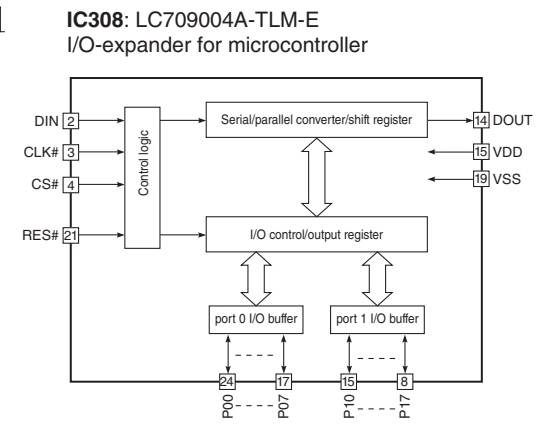 IC308: LC709004A-TLM-E
I/O-expander for microcontroller
DIN 2
CLK# 3
CS# 4
RES# 21
Control logic
Serial/parallel converter/shift register
14 DOUT
15 VDD
19 VSS
I/O control/output register
port 0 I/O buffer
port 1 I/O buffer
24 17 15 8
P00 P07 P10 P17